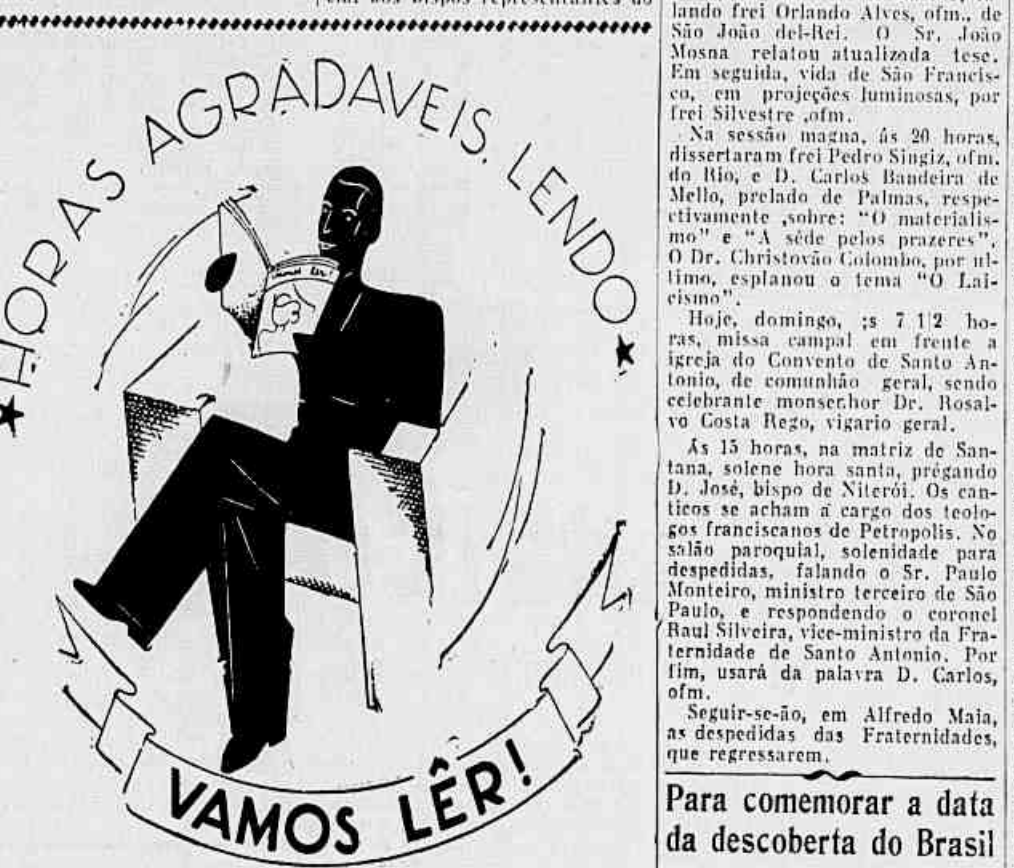 dos bispos representantes do
★ HORAS AGRADAVEIS, LENDO ★
Vamos lêr!
VAMOS LÊR!
lando frei Orlando Alves, ofm., de
São João del-Rei. O Sr. João
Mosna relatou atualizada tese.
Em seguida, vida de São Francis-
co, em projeções luminosas, por
frei Silvestre ,ofm.
Na sessão magna, ás 20 horas,
dissertaram frei Pedro Singiz, ofm.
do Rio, e D. Carlos Bandeira de
Mello, prelado de Palmas, respe-
ctivamente ,sobre: "O materialis-
mo" e "A séde pelos prazeres".
O Dr. Christovão Colombo, por ul-
timo, esplanou o tema "O Lai-
cismo".
Hoje, domingo, ;s 7 1|2 ho-
ras, missa campal em frente a
igreja do Convento de Santo An-
tonio, de comunhão geral, sendo
celebrante monsenhor Dr. Rosal-
vo Costa Rego, vigario geral.
Ás 15 horas, na matriz de San-
tana, solene hora santa, prégando
D. José, bispo de Niterói. Os can-
ticos se acham a cargo dos teolo-
gos franciscanos de Petropolis. No
salão paroquial, solenidade para
despedidas, falando o Sr. Paulo
Monteiro, ministro terceiro de São
Paulo, e respondendo o coronel
Raul Silveira, vice-ministro da Fra-
ternidade de Santo Antonio. Por
fim, usará da palavra D. Carlos,
ofm.
Seguir-se-ão, em Alfredo Maia,
as despedidas das Fraternidades,
que regressarem.
Para comemorar a data
da descoberta do Brasil